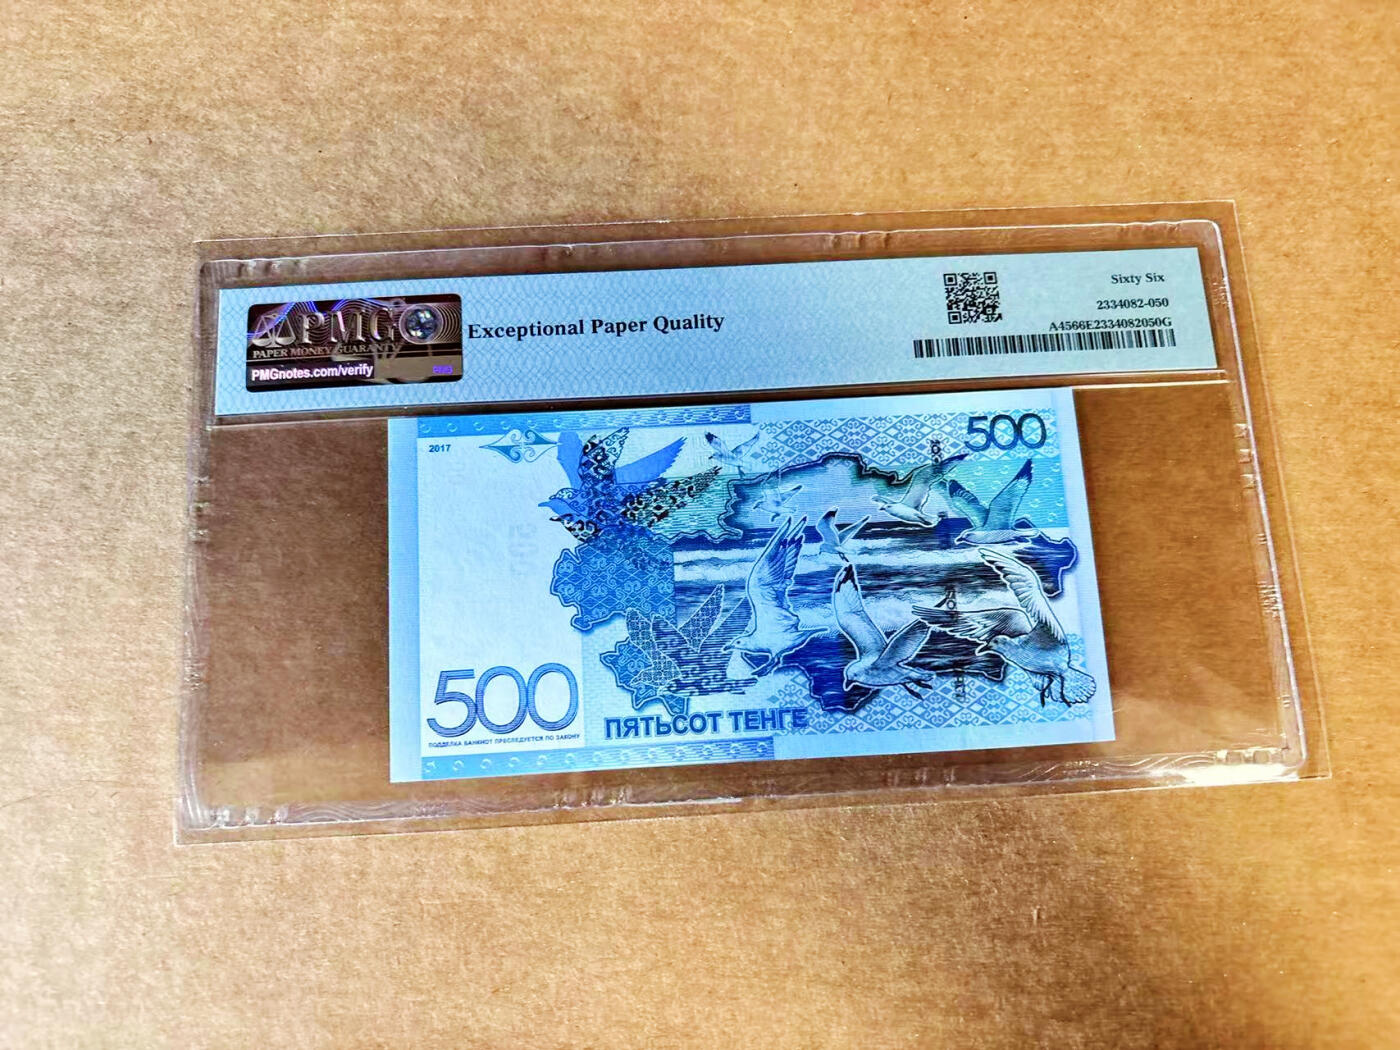 PMG
PAPER MONEY GUARANTY
PMGnotes.com/verify
PMG
Exceptional Paper Quality
Sixty Six
2334082-050
A4566E2334082050G
2017
500
500
ПОДДЕЛКА БАНКНОТ ПРЕСЛЕДУЕТСЯ ПО ЗАКОНУ
ПЯТЬСОТ ТЕНГЕ